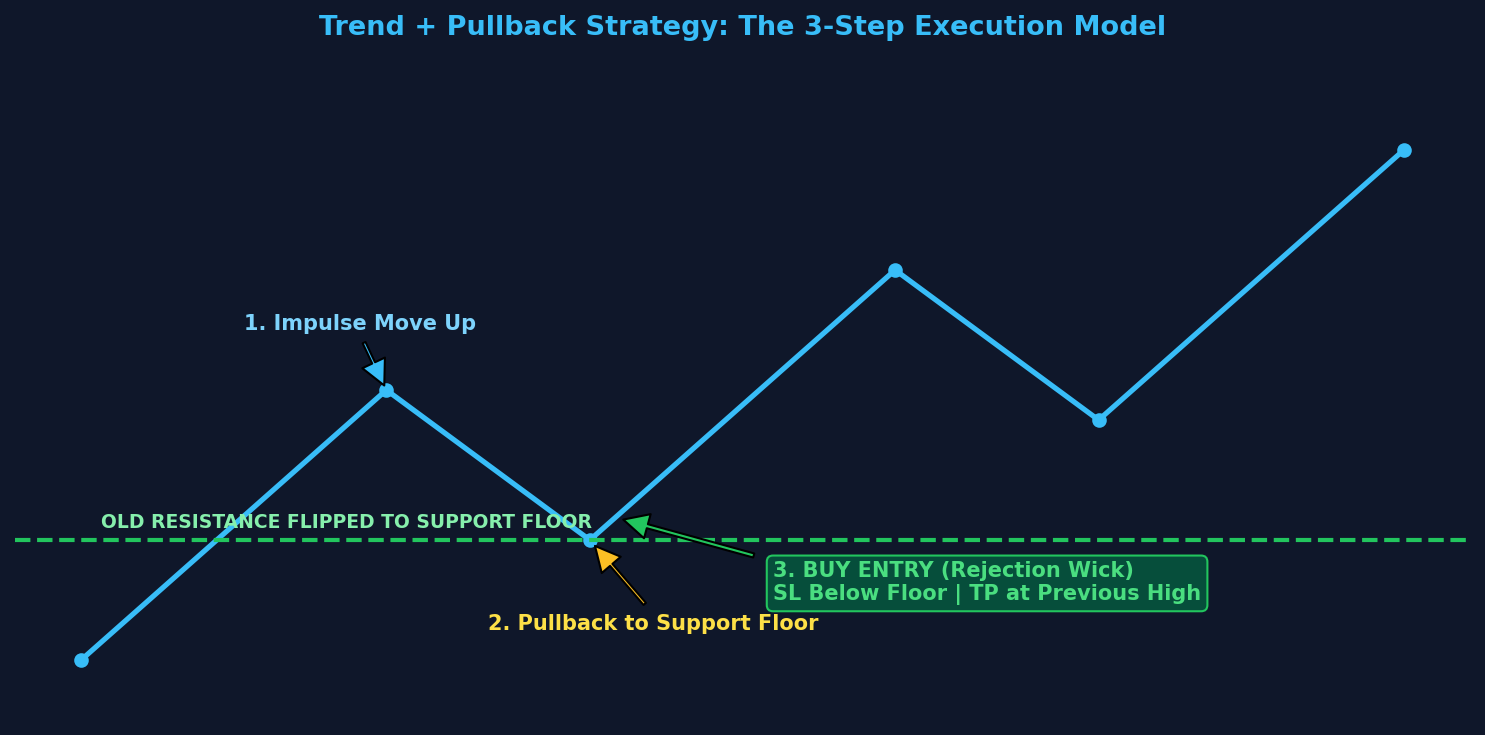 Trend + Pullback Strategy: The 3-Step Execution Model
1. Impulse Move Up
OLD RESISTANCE FLIPPED TO SUPPORT FLOOR
3. BUY ENTRY (Rejection Wick)
SL Below Floor | TP at Previous High
2. Pullback to Support Floor